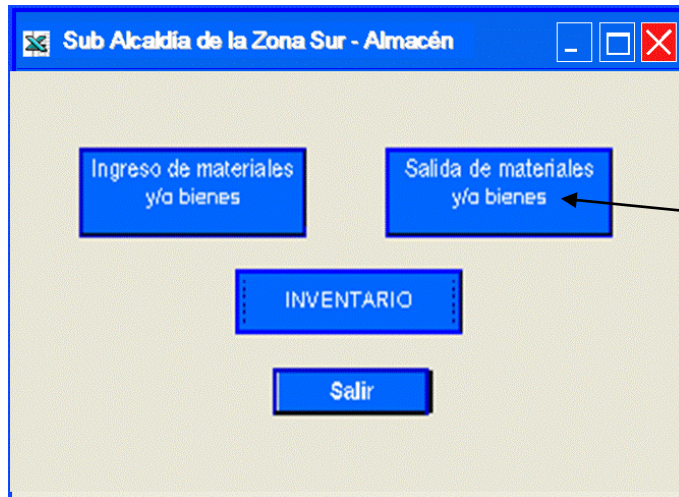 Sub Alcaldía de la Zona Sur - Almacén
Ingreso de materiales
y/o bienes
Salida de materiales
y/o bienes
INVENTARIO
Salir